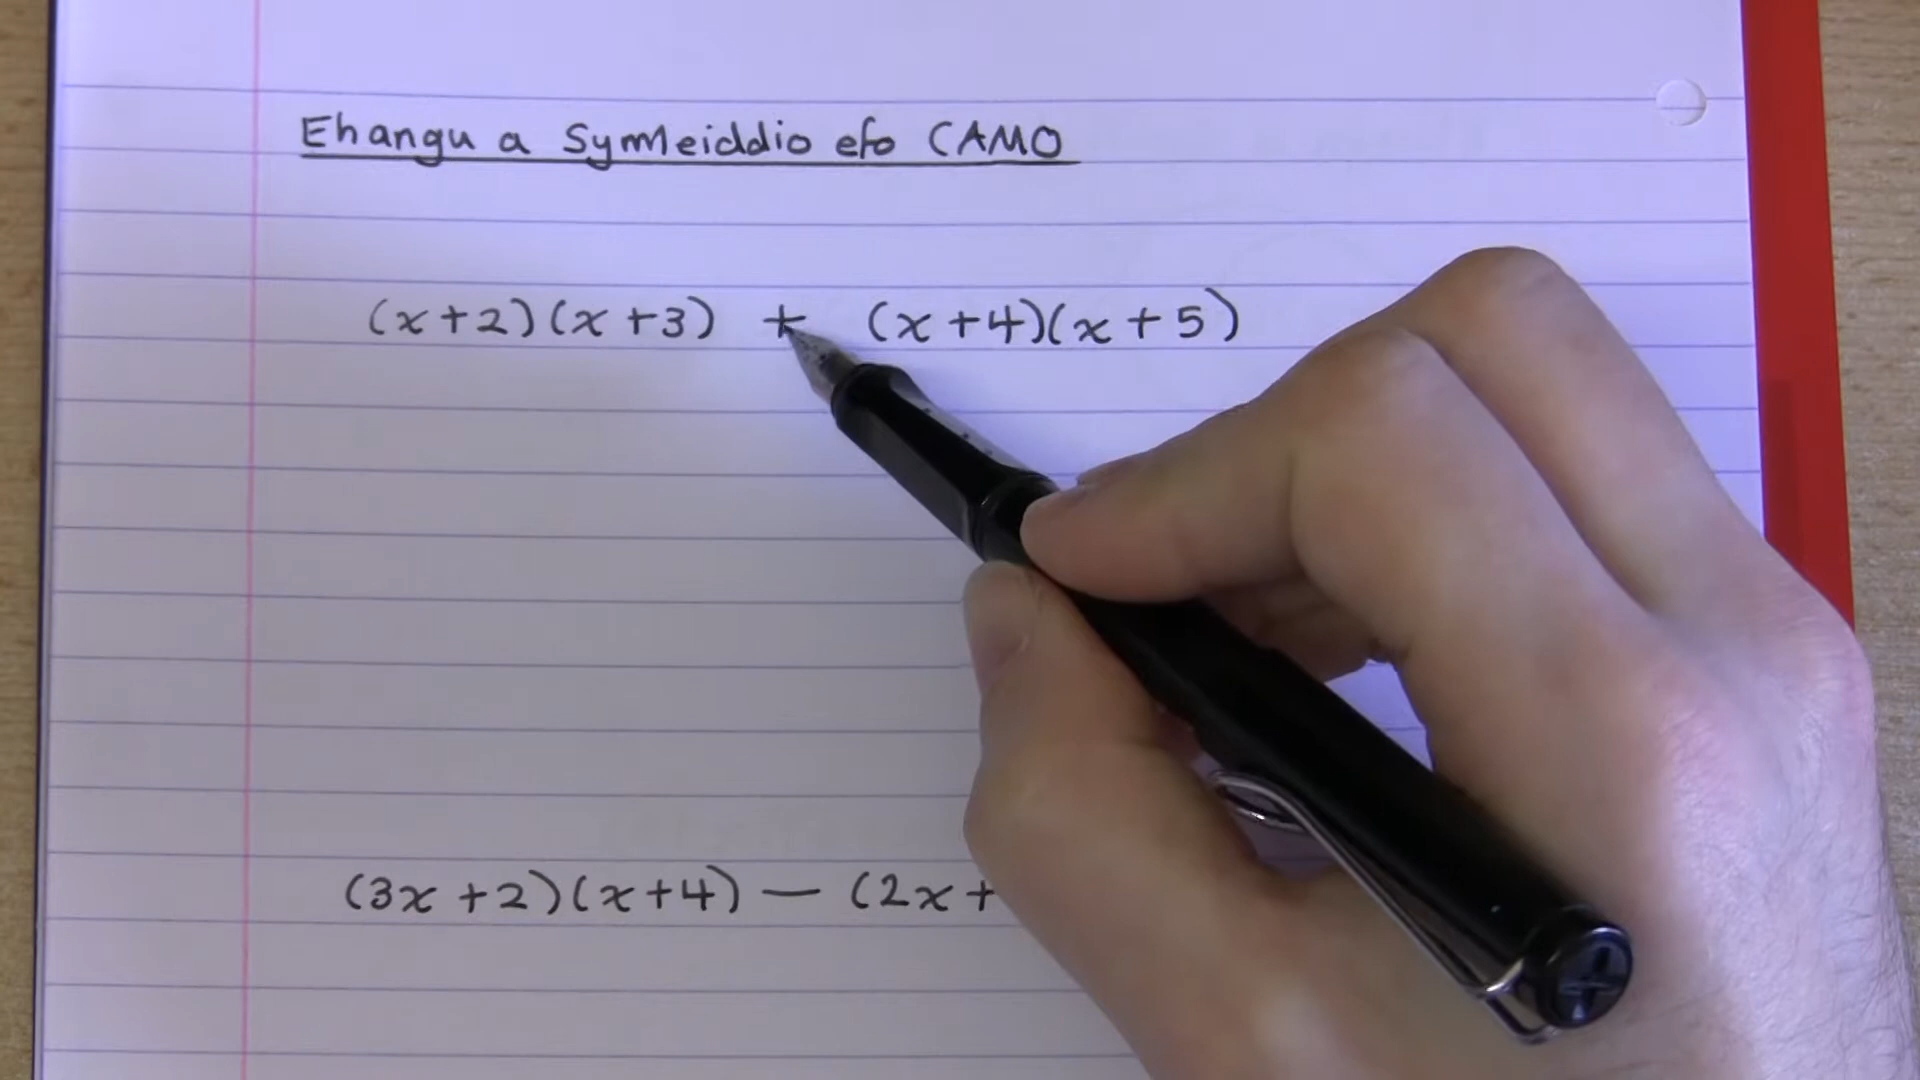 Ehangu a Symleiddio efo CAMO
(x+2)(x+3) + (x+4)(x+5)
(3x+2)(x+4) — (2x+